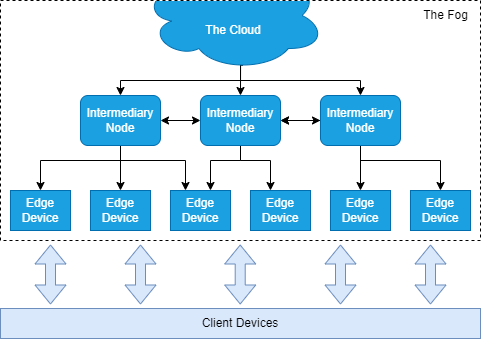 The Fog
The Cloud
Intermediary
Node
Intermediary
Node
Intermediary
Node
Edge
Device
Edge
Device
Edge
Device
Edge
Device
Edge
Device
Edge
Device
Client Devices